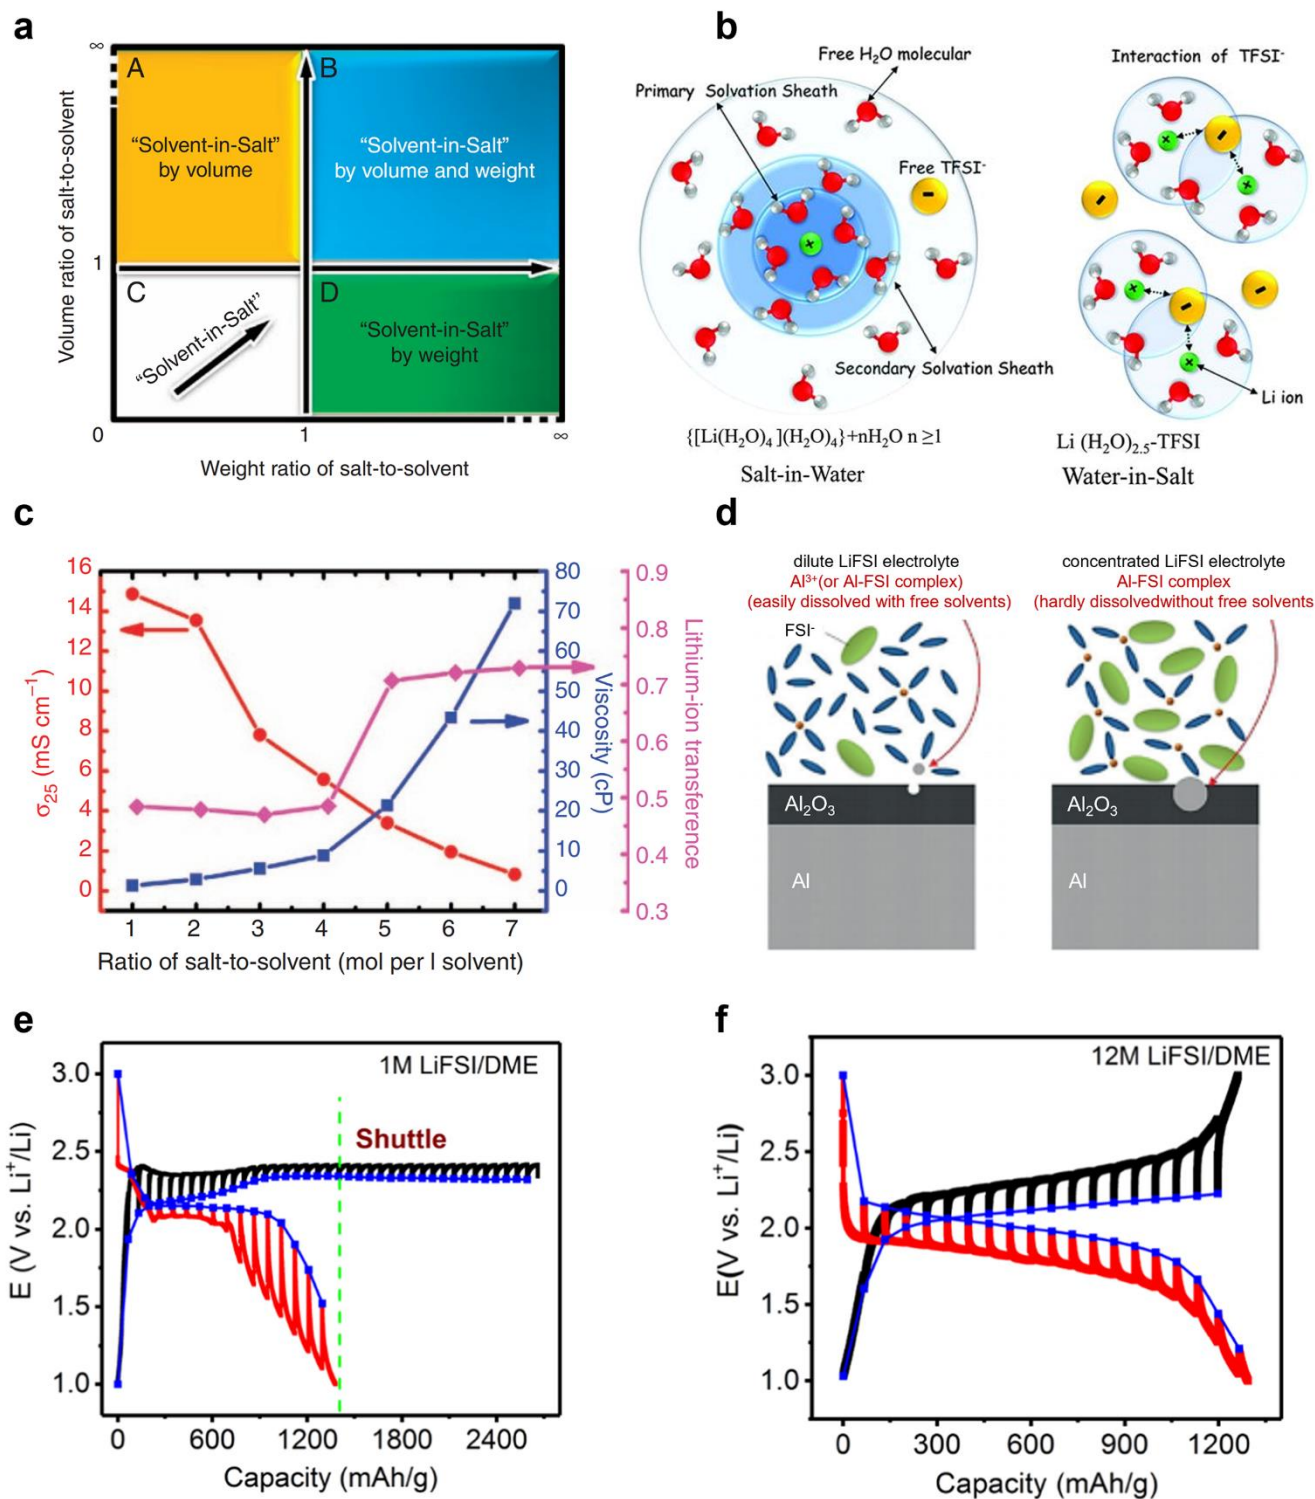 a
∞
A
B
"Solvent-in-Salt"
by volume
"Solvent-in-Salt"
by volume and weight
Volume ratio of salt-to-solvent
1
C
D
"Solvent-in-Salt"
"Solvent-in-Salt"
by weight
0
1
∞
Weight ratio of salt-to-solvent
b
Free H₂O molecular
Primary Solvation Sheath
Free TFSI⁻
Secondary Solvation Sheath
{[Li(H₂O)₄](H₂O)₄}+nH₂O n ≥1
Salt-in-Water
Interaction of TFSI⁻
Li ion
Li (H₂O)₂.₅-TFSI
Water-in-Salt
c
16
14
12
10
8
6
4
2
0
σ₂₅ (mS cm⁻¹)
80
70
60
50
40
30
20
10
0
Viscosity (cP)
0.9
0.8
0.7
0.6
0.5
0.4
0.3
Lithium-ion transference
1 2 3 4 5 6 7
Ratio of salt-to-solvent (mol per l solvent)
d
dilute LiFSI electrolyte
Al³⁺(or Al-FSI complex)
(easily dissolved with free solvents)
FSI⁻
Al₂O₃
Al
concentrated LiFSI electrolyte
Al-FSI complex
(hardly dissolvedwithout free solvents
Al₂O₃
Al
e
1M LiFSI/DME
Shuttle
3.0
2.5
2.0
1.5
1.0
E (V vs. Li⁺/Li)
0 600 1200 1800 2400
Capacity (mAh/g)
f
12M LiFSI/DME
3.0
2.5
2.0
1.5
1.0
E(V vs. Li⁺/Li)
0 300 600 900 1200
Capacity (mAh/g)